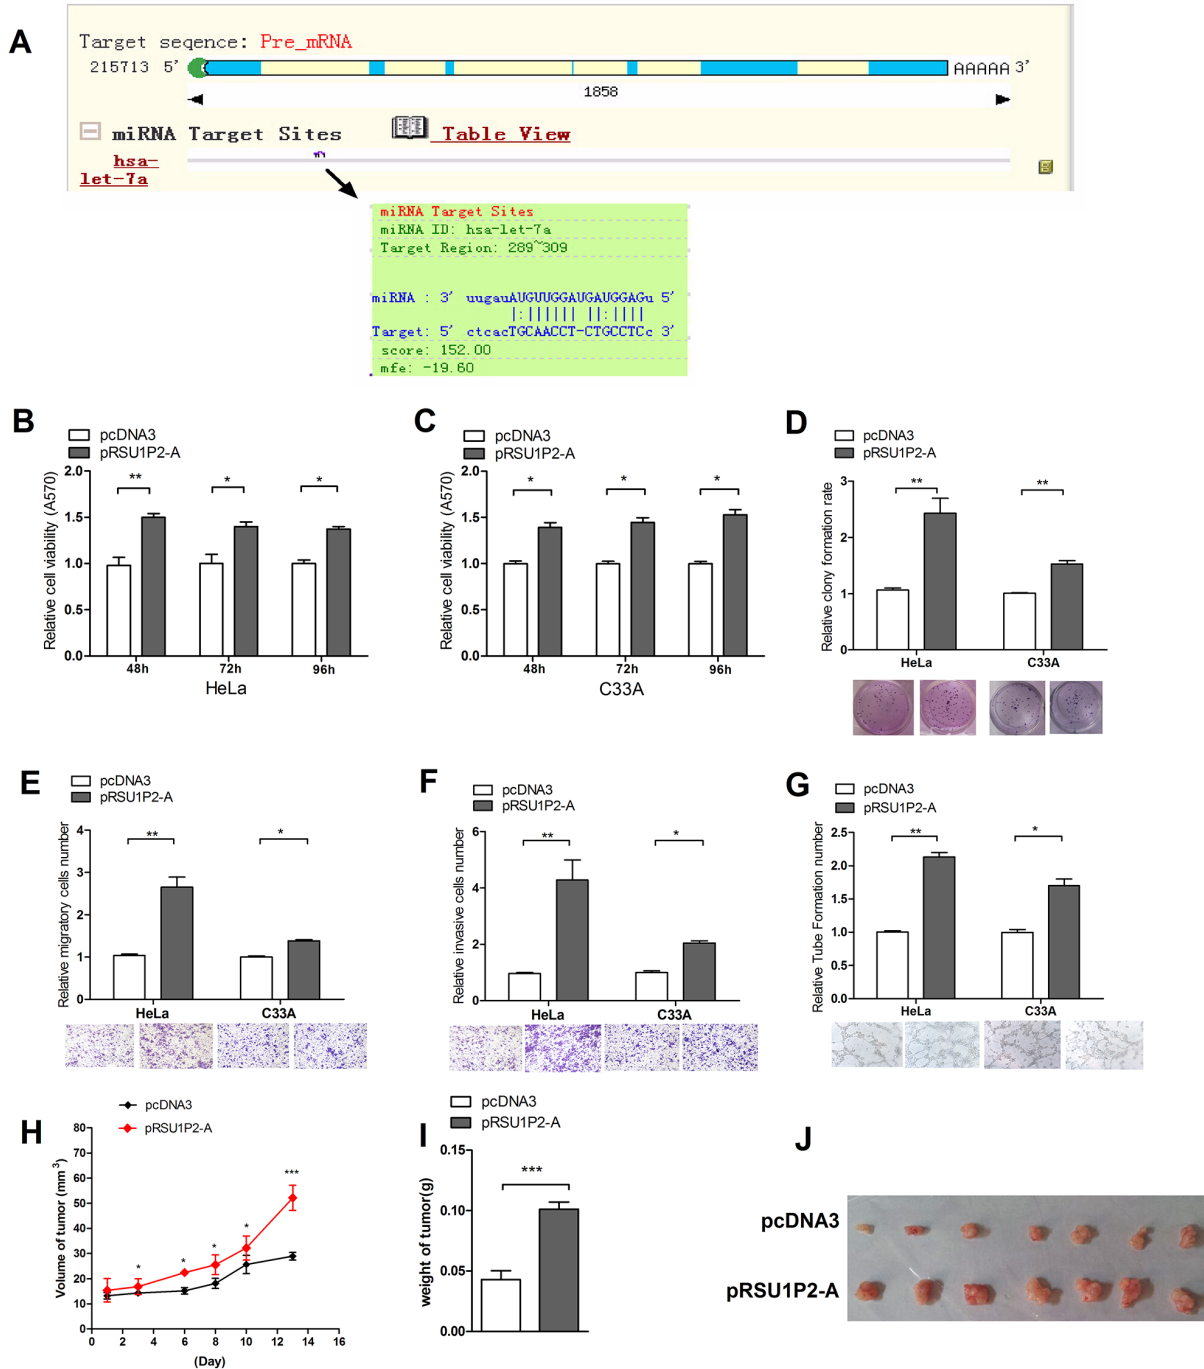 A
Target seqence: Pre_mRNA
215713 5' AAAAA 3'
1858
miRNA Target Sites Table View
hsa-
let-7a
miRNA Target Sites
miRNA ID: hsa-let-7a
Target Region: 289~309
miRNA : 3' uugauAUGUUGGAUGAUGGAGu 5'
|:|||||| ||:||||
Target: 5' ctcacTGCAACCT-CTGCCTCc 3'
score: 152.00
mfe: -19.60
B
pcDNA3
pRSU1P2-A
Relative cell viability (A570)
2.0
1.5
1.0
0.5
0.0
** * *
48h 72h 96h
HeLa
C
pcDNA3
pRSU1P2-A
Relative cell viability (A570)
2.0
1.5
1.0
0.5
0.0
* * *
48h 72h 96h
C33A
D
pcDNA3
pRSU1P2-A
Relative clony formation rate
3
2
1
0
** **
HeLa C33A
E
pcDNA3
pRSU1P2-A
Relative migratory cells number
4
3
2
1
0
** *
HeLa C33A
F
pcDNA3
pRSU1P2-A
Relative invasive cells number
6
4
2
0
** *
HeLa C33A
G
pcDNA3
pRSU1P2-A
Relative Tube Formation number
2.5
2.0
1.5
1.0
0.5
0.0
** *
HeLa C33A
H
pcDNA3
pRSU1P2-A
Volume of tumor (mm3)
80
70
60
50
40
30
20
10
0
* * * * ***
0 2 4 6 8 10 12 14 16
(Day)
I
pcDNA3
pRSU1P2-A
weight of tumor(g)
0.15
0.10
0.05
0.00
***
J
pcDNA3
pRSU1P2-A